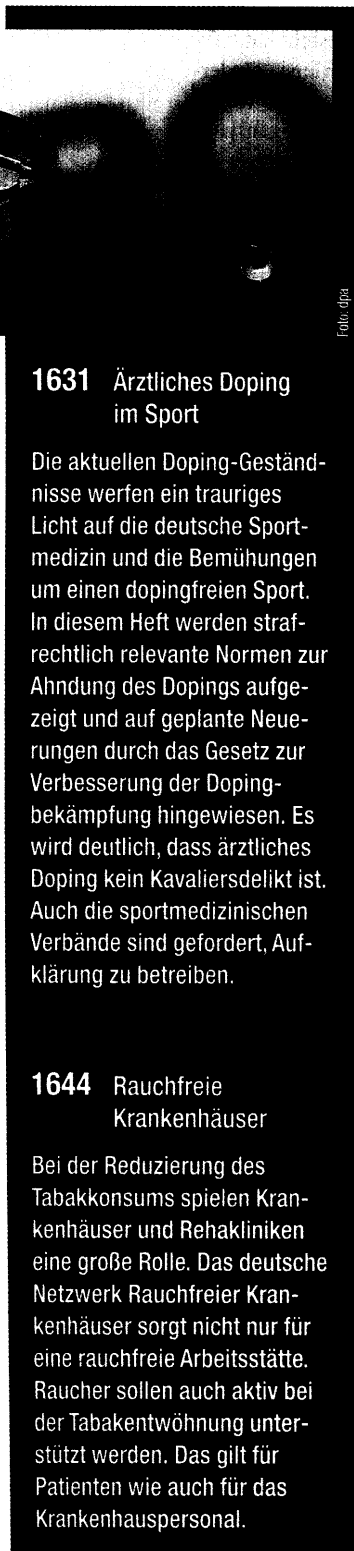 Foto: dpa
1631 Ärztliches Doping
im Sport
Die aktuellen Doping-Geständ-
nisse werfen ein trauriges
Licht auf die deutsche Sport-
medizin und die Bemühungen
um einen dopingfreien Sport.
In diesem Heft werden straf-
rechtlich relevante Normen zur
Ahndung des Dopings aufge-
zeigt und auf geplante Neue-
rungen durch das Gesetz zur
Verbesserung der Doping-
bekämpfung hingewiesen. Es
wird deutlich, dass ärztliches
Doping kein Kavaliersdelikt ist.
Auch die sportmedizinischen
Verbände sind gefordert, Auf-
klärung zu betreiben.
1644 Rauchfreie
Krankenhäuser
Bei der Reduzierung des
Tabakkonsums spielen Kran-
kenhäuser und Rehakliniken
eine große Rolle. Das deutsche
Netzwerk Rauchfreier Kran-
kenhäuser sorgt nicht nur für
eine rauchfreie Arbeitsstätte.
Raucher sollen auch aktiv bei
der Tabakentwöhnung unter-
stützt werden. Das gilt für
Patienten wie auch für das
Krankenhauspersonal.